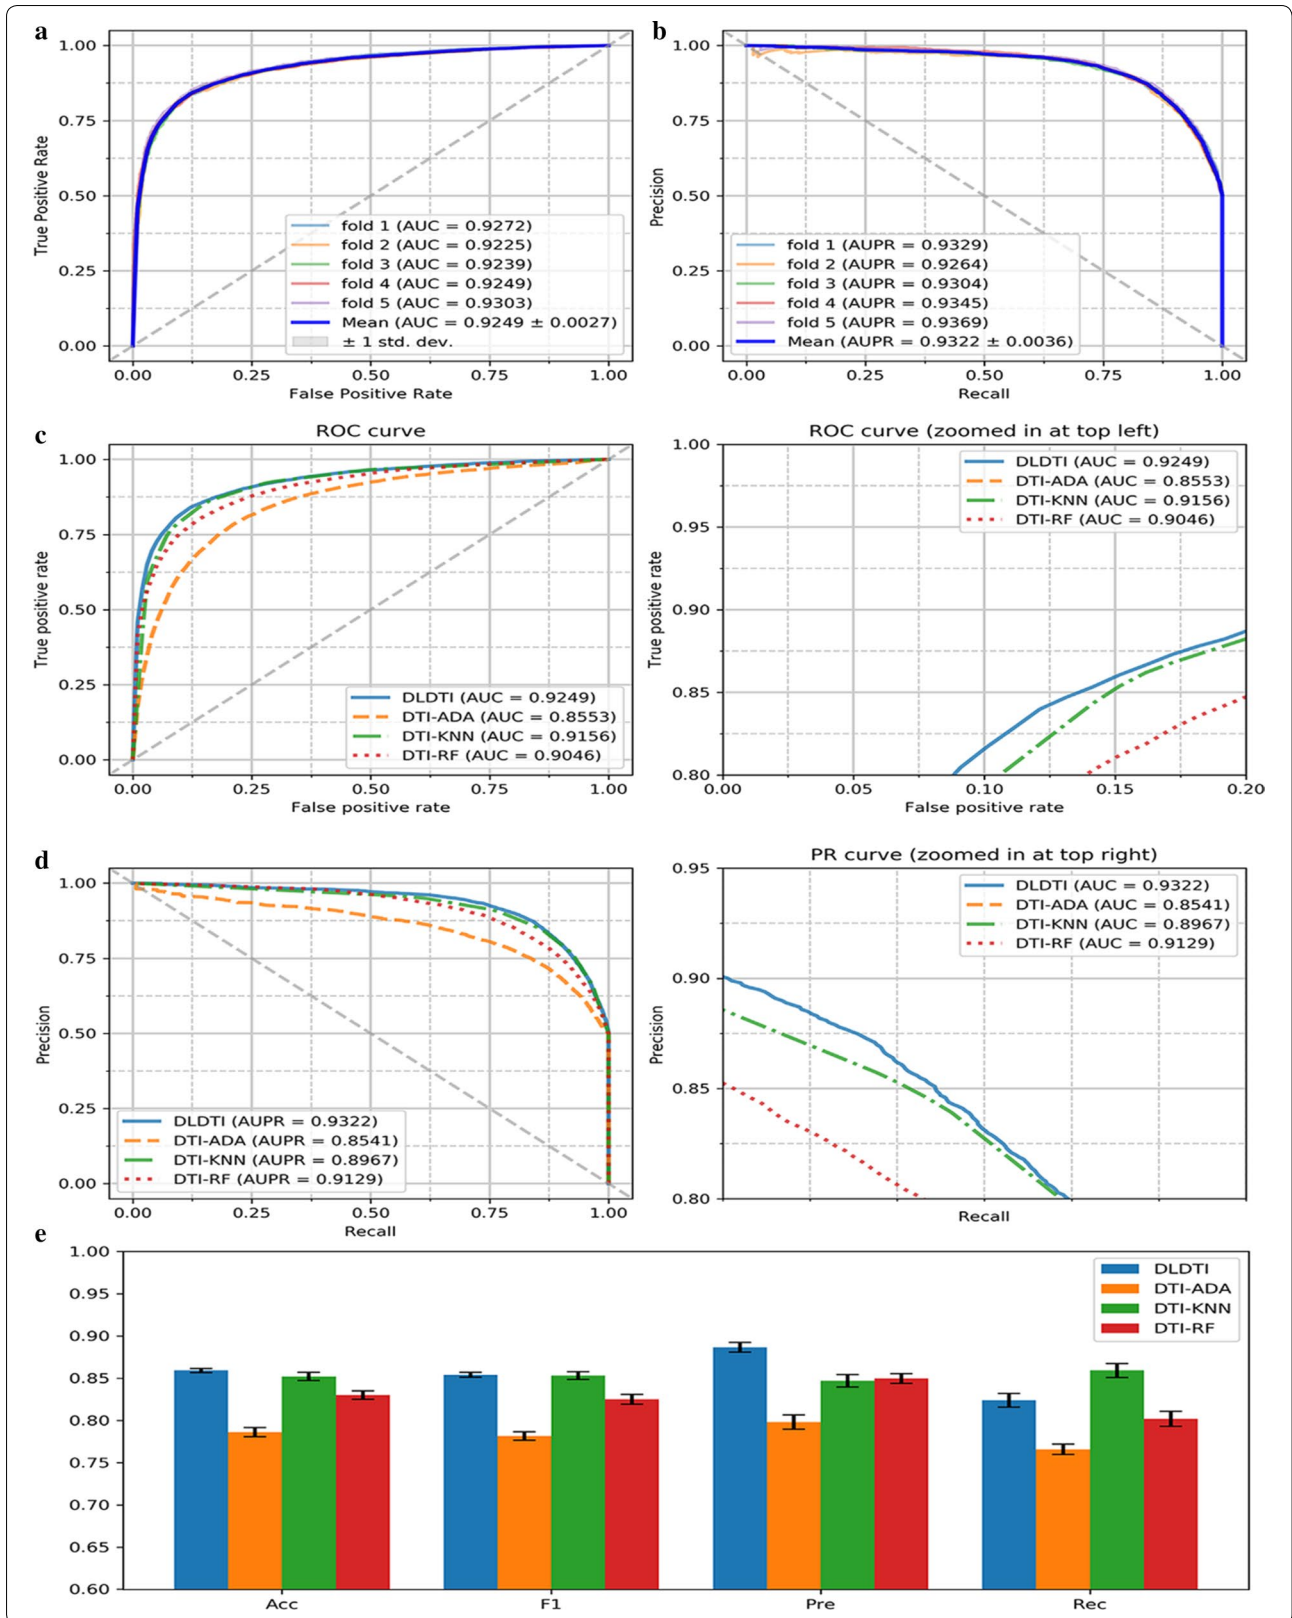 a
1.00
0.75
0.50
0.25
0.00
True Positive Rate
fold 1 (AUC = 0.9272)
fold 2 (AUC = 0.9225)
fold 3 (AUC = 0.9239)
fold 4 (AUC = 0.9249)
fold 5 (AUC = 0.9303)
Mean (AUC = 0.9249 ± 0.0027)
± 1 std. dev.
0.00 0.25 0.50 0.75 1.00
False Positive Rate
b
1.00
0.75
0.50
0.25
0.00
Precision
fold 1 (AUPR = 0.9329)
fold 2 (AUPR = 0.9264)
fold 3 (AUPR = 0.9304)
fold 4 (AUPR = 0.9345)
fold 5 (AUPR = 0.9369)
Mean (AUPR = 0.9322 ± 0.0036)
0.00 0.25 0.50 0.75 1.00
Recall
c
ROC curve
1.00
0.75
0.50
0.25
0.00
True positive rate
DLDTI (AUC = 0.9249)
DTI-ADA (AUC = 0.8553)
DTI-KNN (AUC = 0.9156)
DTI-RF (AUC = 0.9046)
0.00 0.25 0.50 0.75 1.00
False positive rate
ROC curve (zoomed in at top left)
1.00
0.95
0.90
0.85
0.80
True positive rate
DLDTI (AUC = 0.9249)
DTI-ADA (AUC = 0.8553)
DTI-KNN (AUC = 0.9156)
DTI-RF (AUC = 0.9046)
0.00 0.05 0.10 0.15 0.20
False positive rate
d
1.00
0.75
0.50
0.25
0.00
Precision
DLDTI (AUPR = 0.9322)
DTI-ADA (AUPR = 0.8541)
DTI-KNN (AUPR = 0.8967)
DTI-RF (AUPR = 0.9129)
0.00 0.25 0.50 0.75 1.00
Recall
PR curve (zoomed in at top right)
0.95
0.90
0.85
0.80
Precision
DLDTI (AUC = 0.9322)
DTI-ADA (AUC = 0.8541)
DTI-KNN (AUC = 0.8967)
DTI-RF (AUC = 0.9129)
Recall
e
1.00
0.95
0.90
0.85
0.80
0.75
0.70
0.65
0.60
DLDTI
DTI-ADA
DTI-KNN
DTI-RF
Acc F1 Pre Rec